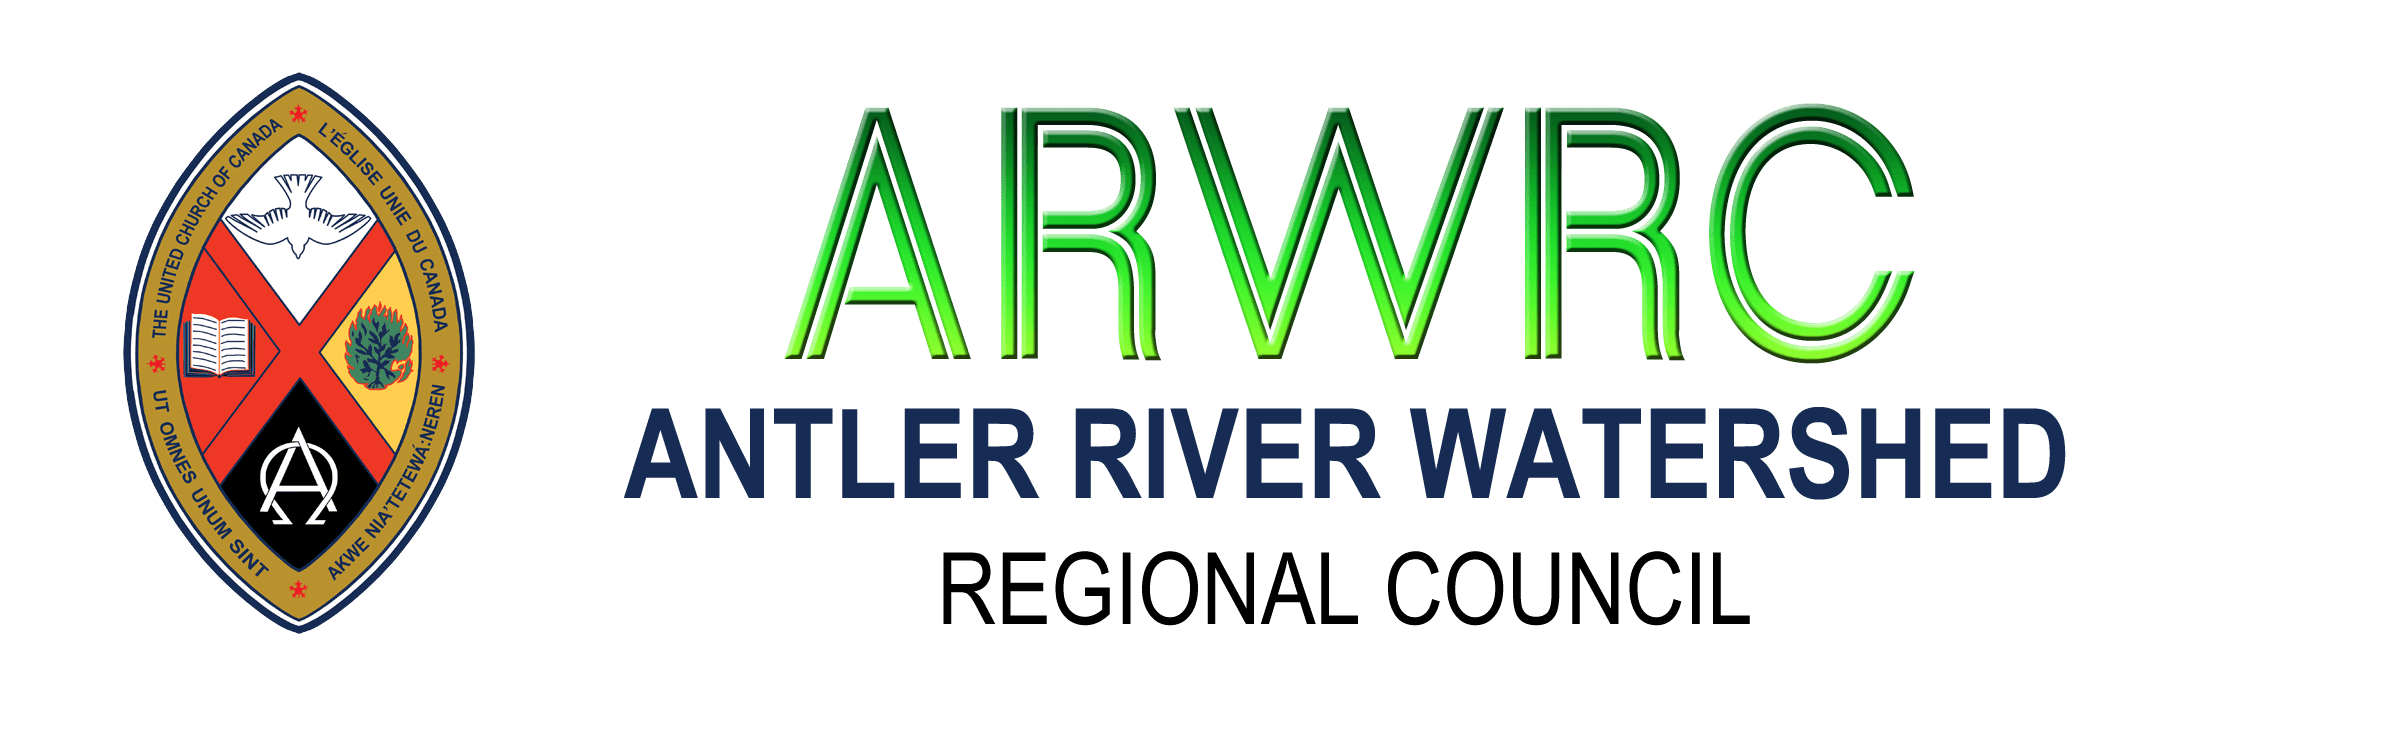 THE UNITED CHURCH OF CANADA
L'ÉGLISE UNIE DU CANADA
UT OMNES UNUM SINT
AKWE NIA'TETEWÁ:NEREN
ARWRC
ANTLER RIVER WATERSHED
REGIONAL COUNCIL